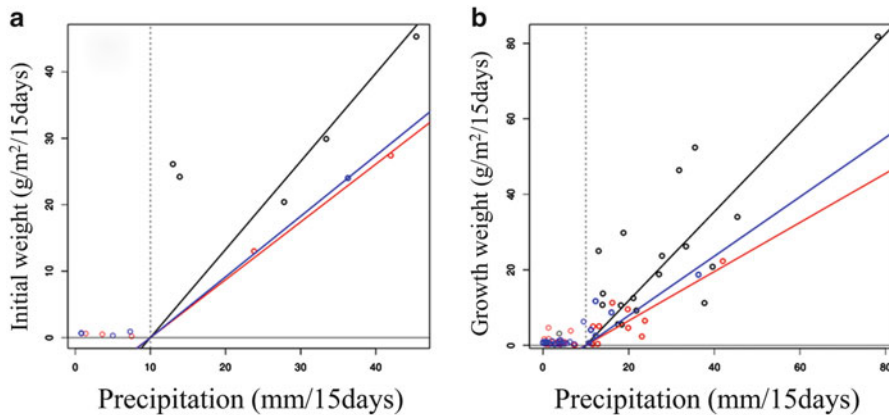 a
Initial weight (g/m²/15days)
40
30
20
10
0
0 10 20 30 40
Precipitation (mm/15days)
b
Growth weight (g/m²/15days)
80
60
40
20
0
0 20 40 60 80
Precipitation (mm/15days)